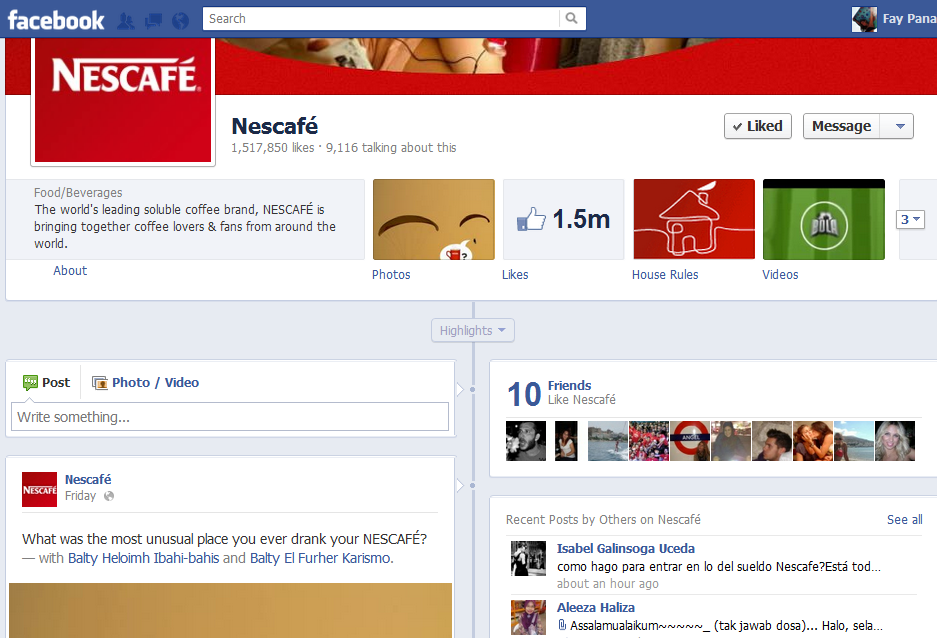 facebook
Search
Fay Pana
NESCAFÉ
Nescafé
1,517,850 likes · 9,116 talking about this
Liked
Message
Food/Beverages
The world's leading soluble coffee brand, NESCAFÉ is
bringing together coffee lovers & fans from around the
world.
About
?
Photos
1.5m
Likes
House Rules
BOLA
Videos
3
Highlights
Post
Photo / Video
Write something...
10 Friends
Like Nescafé
ANGEL
NESCAFÉ
Nescafé
Friday
What was the most unusual place you ever drank your NESCAFÉ?
— with Balty Heloimh Ibahi-bahis and Balty El Furher Karismo.
Recent Posts by Others on Nescafé
See all
Isabel Galinsoga Uceda
como hago para entrar en lo del sueldo Nescafe?Está tod...
about an hour ago
Aleeza Haliza
Assalamualaikum~~~~~_ (tak jawab dosa)... Halo, sela...